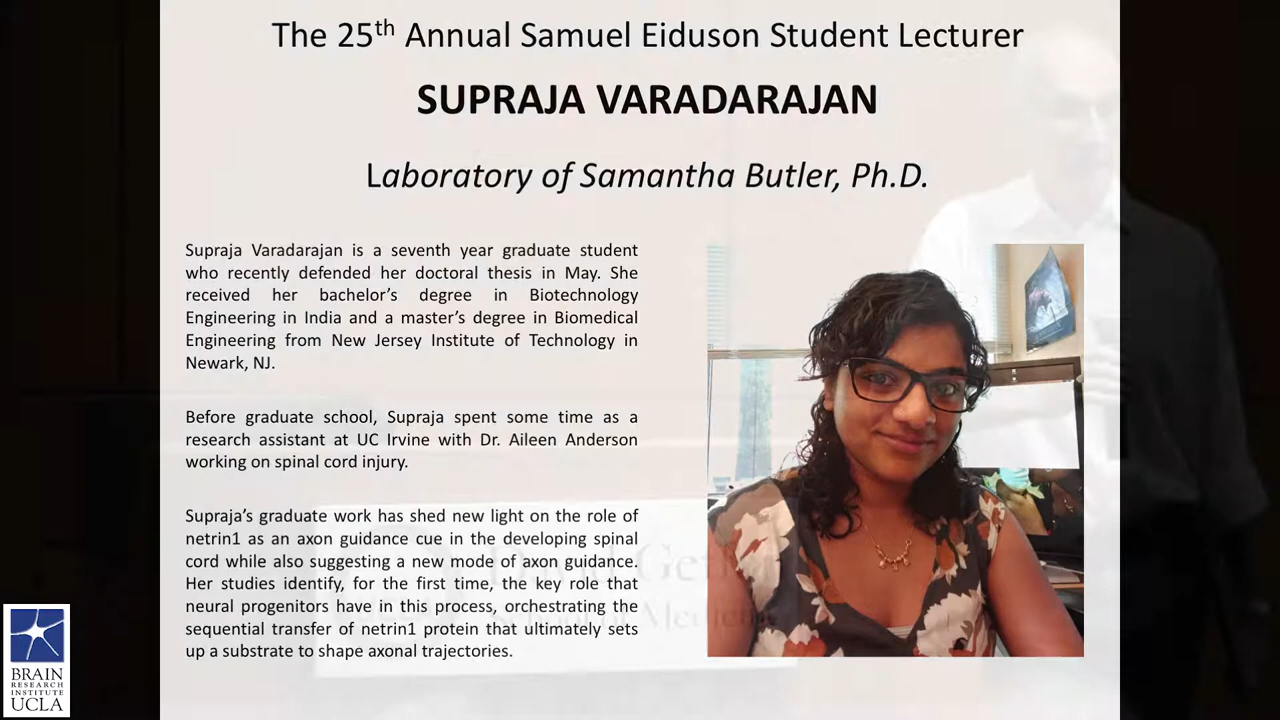 The 25th Annual Samuel Eiduson Student Lecturer
SUPRAJA VARADARAJAN
Laboratory of Samantha Butler, Ph.D.
Supraja Varadarajan is a seventh year graduate student
who recently defended her doctoral thesis in May. She
received her bachelor’s degree in Biotechnology
Engineering in India and a master’s degree in Biomedical
Engineering from New Jersey Institute of Technology in
Newark, NJ.
Before graduate school, Supraja spent some time as a
research assistant at UC Irvine with Dr. Aileen Anderson
working on spinal cord injury.
Supraja’s graduate work has shed new light on the role of
netrin1 as an axon guidance cue in the developing spinal
cord while also suggesting a new mode of axon guidance.
Her studies identify, for the first time, the key role that
neural progenitors have in this process, orchestrating the
sequential transfer of netrin1 protein that ultimately sets
up a substrate to shape axonal trajectories.
BRAIN
RESEARCH
INSTITUTE
UCLA